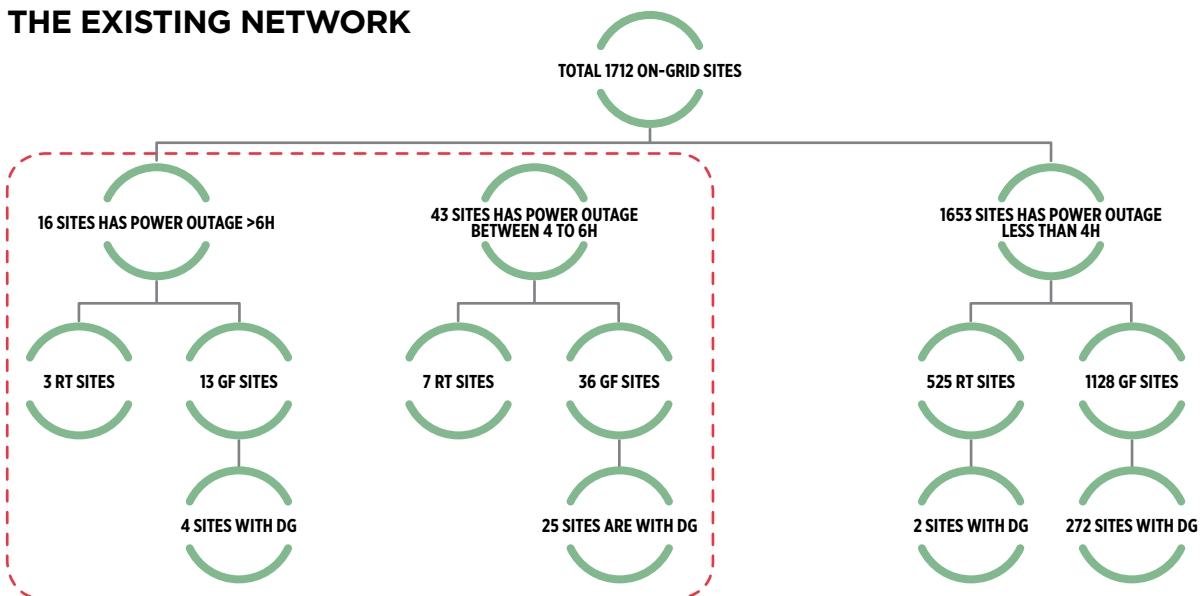 THE EXISTING NETWORK
TOTAL 1712 ON-GRID SITES
16 SITES HAS POWER OUTAGE >6H
43 SITES HAS POWER OUTAGE
BETWEEN 4 TO 6H
1653 SITES HAS POWER OUTAGE
LESS THAN 4H
3 RT SITES
13 GF SITES
7 RT SITES
36 GF SITES
525 RT SITES
1128 GF SITES
4 SITES WITH DG
25 SITES ARE WITH DG
2 SITES WITH DG
272 SITES WITH DG